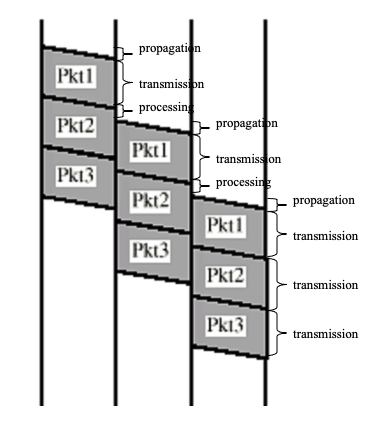 propagation
Pkt1
transmission
processing
Pkt2
propagation
Pkt1
transmission
Pkt3
processing
Pkt2
propagation
Pkt1
transmission
Pkt3
Pkt2
transmission
Pkt3
transmission